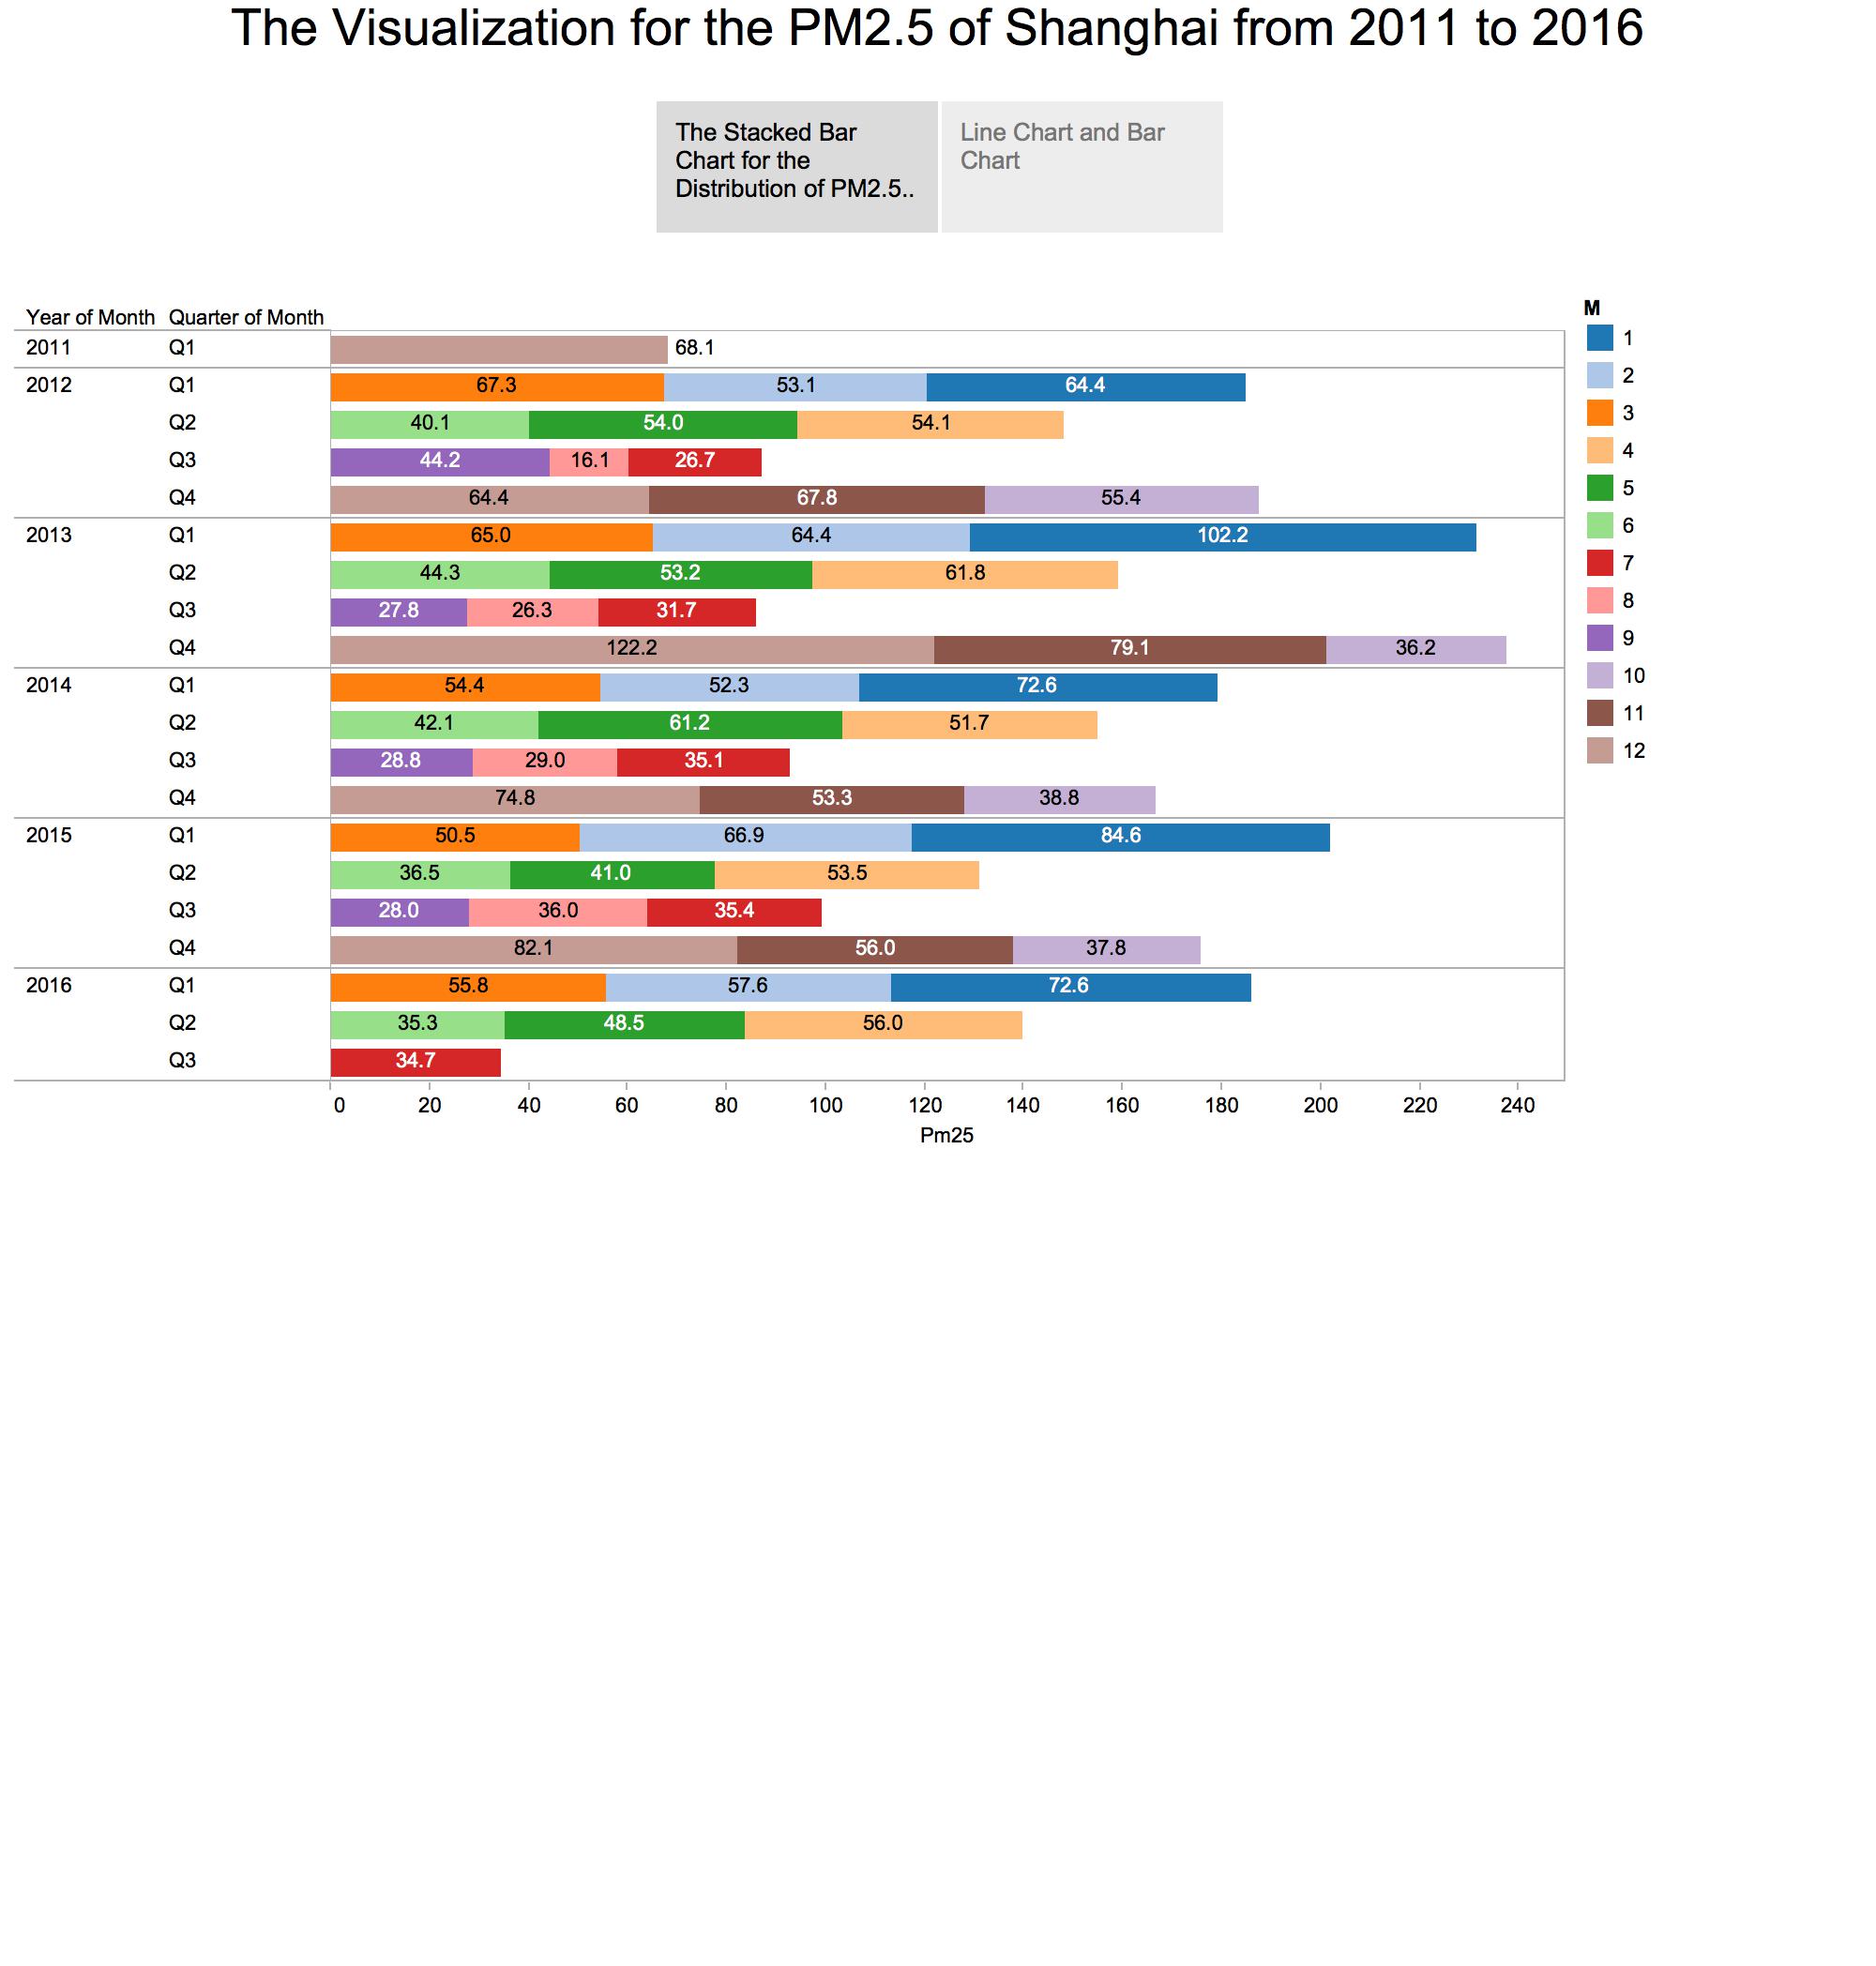 The Visualization for the PM2.5 of Shanghai from 2011 to 2016
The Stacked Bar
Chart for the
Distribution of PM2.5..
Line Chart and Bar
Chart
Year of Month Quarter of Month
2011 Q1 68.1
2012 Q1 67.3 53.1 64.4
Q2 40.1 54.0 54.1
Q3 44.2 16.1 26.7
Q4 64.4 67.8 55.4
2013 Q1 65.0 64.4 102.2
Q2 44.3 53.2 61.8
Q3 27.8 26.3 31.7
Q4 122.2 79.1 36.2
2014 Q1 54.4 52.3 72.6
Q2 42.1 61.2 51.7
Q3 28.8 29.0 35.1
Q4 74.8 53.3 38.8
2015 Q1 50.5 66.9 84.6
Q2 36.5 41.0 53.5
Q3 28.0 36.0 35.4
Q4 82.1 56.0 37.8
2016 Q1 55.8 57.6 72.6
Q2 35.3 48.5 56.0
Q3 34.7
0 20 40 60 80 100 120 140 160 180 200 220 240
Pm25
M
1
2
3
4
5
6
7
8
9
10
11
12